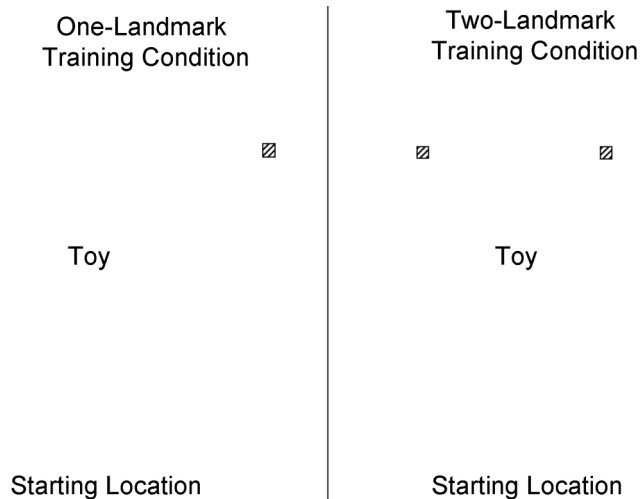 One-Landmark
Training Condition
Toy
Starting Location
Two-Landmark
Training Condition
Toy
Starting Location